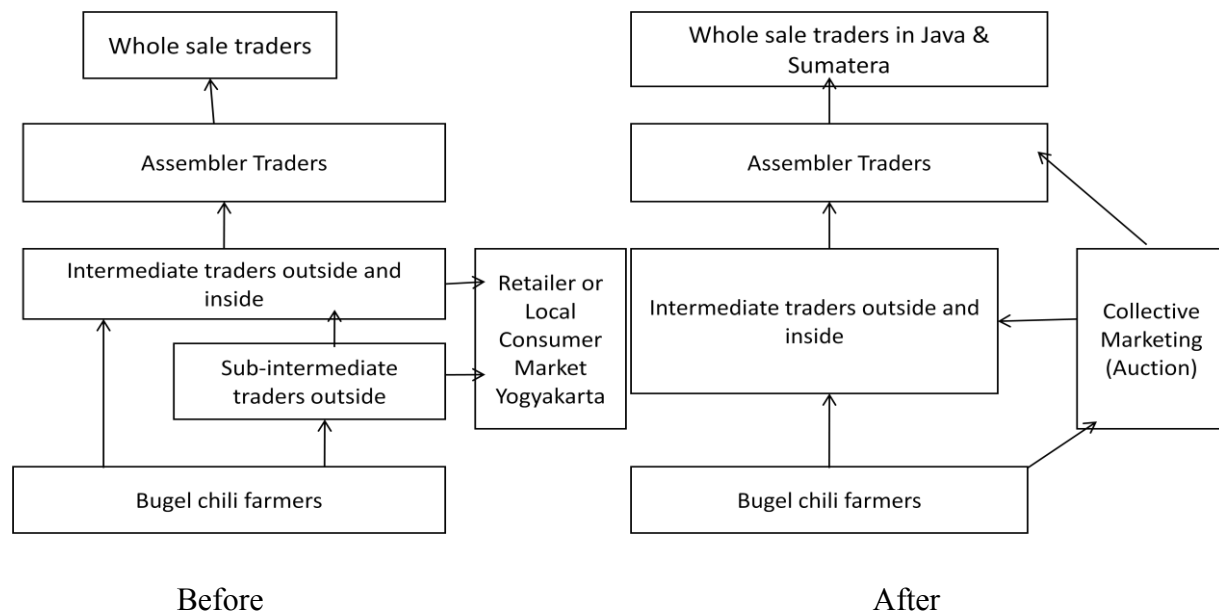 Whole sale traders
Assembler Traders
Intermediate traders outside and
inside
Sub-intermediate
traders outside
Retailer or
Local
Consumer
Market
Yogyakarta
Bugel chili farmers
Before
Whole sale traders in Java &
Sumatera
Assembler Traders
Intermediate traders outside and
inside
Collective
Marketing
(Auction)
Bugel chili farmers
After